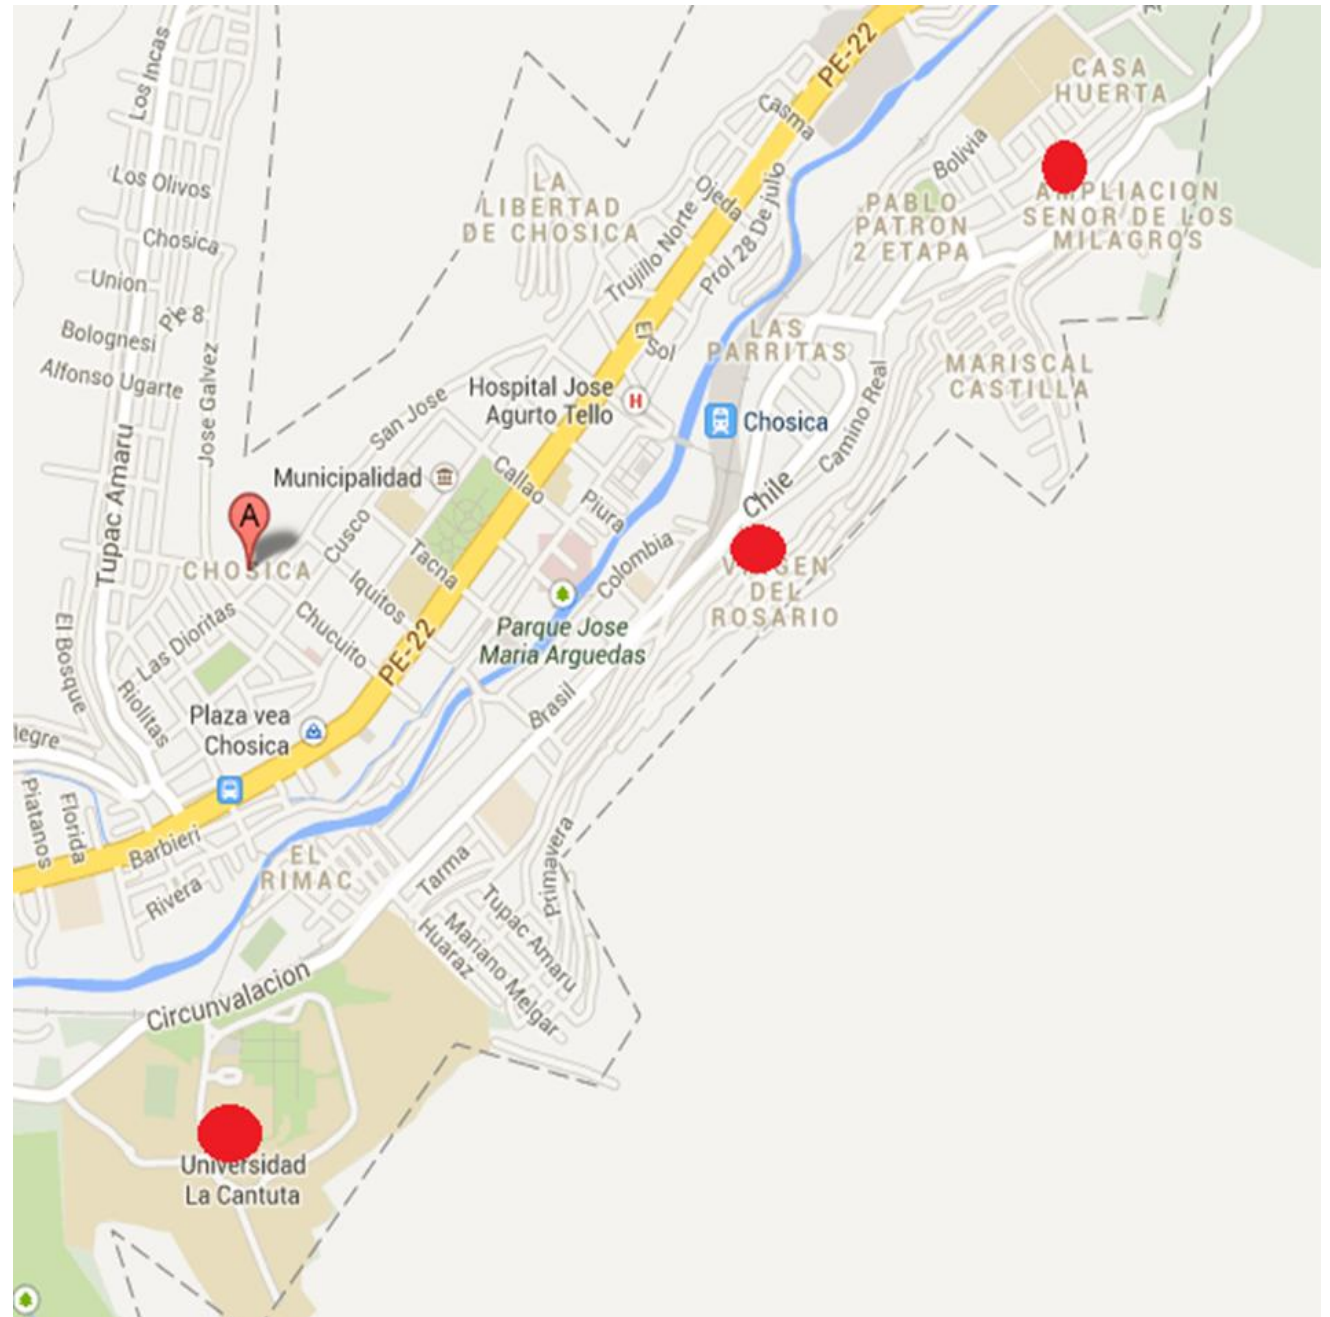 Los Incas
PE-22
CASA
HUERTA
Casma
Los Olivos
LA
LIBERTAD
DE CHOSICA
Ojeda
Bolivia
Prol 28 De julio
Trujillo Norte
PABLO
PATRON
2 ETAPA
AMPLIACION
SENOR DE LOS
MILAGROS
Chosica
Union
Pje 8
Bolognesi
Alfonso Ugarte
Jose Galvez
El Sol
LAS
PARRITAS
MARISCAL
CASTILLA
Hospital Jose
Agurto Tello
H
Chosica
Camino Real
San Jose
Municipalidad
Callao
Piura
Chile
Tupac Amaru
A
CHOSICA
Cusco
Tacna
Iquitos
Colombia
VIRGEN
DEL
ROSARIO
Parque Jose
Maria Arguedas
Chucuito
PE-22
Las Dioritas
El Bosque
Riolitas
Brasil
Plaza vea
Chosica
legre
Piatanos
Florida
Barbieri
Rivera
EL
RIMAC
Tarma
Primavera
Tupac Amaru
Mariano Melgar
Huaraz
Circunvalacion
Universidad
La Cantuta